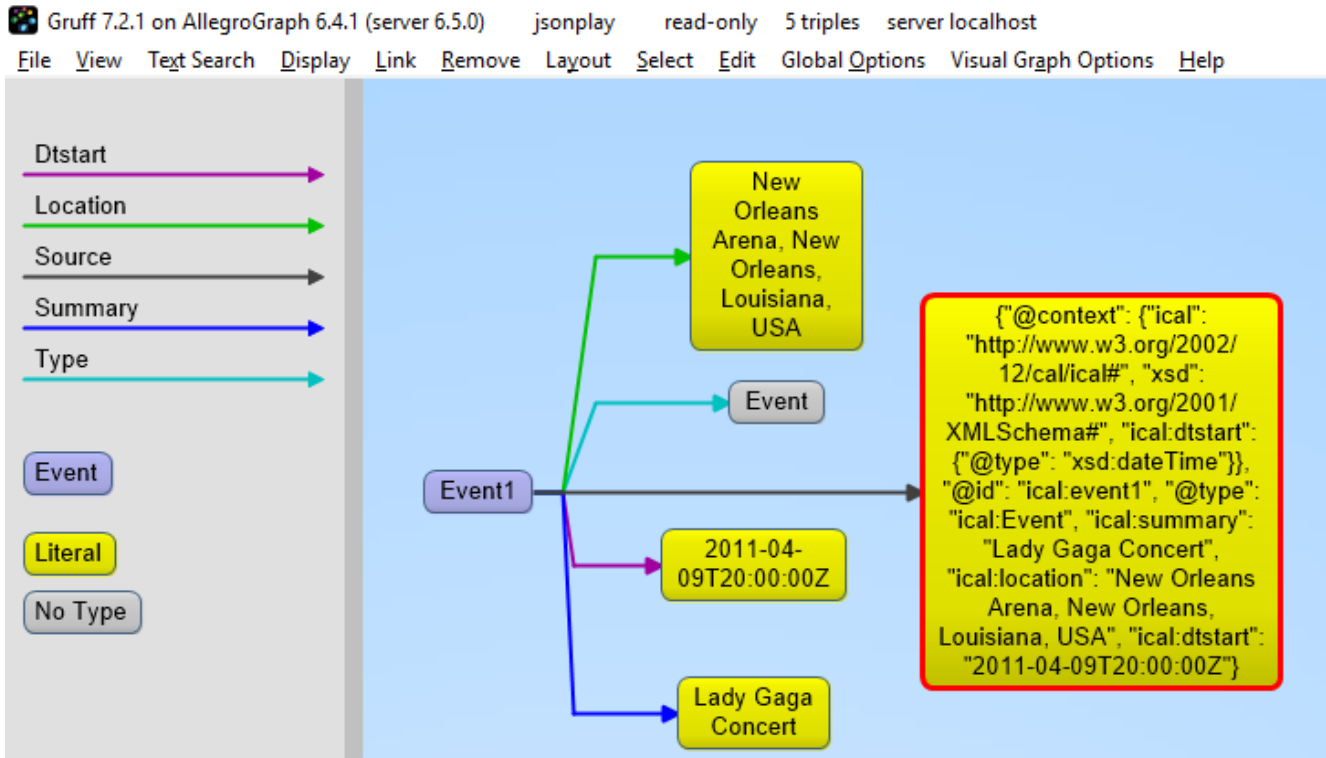 Gruff 7.2.1 on AllegroGraph 6.4.1 (server 6.5.0) jsonplay read-only 5 triples server localhost
File View Text Search Display Link Remove Layout Select Edit Global Options Visual Graph Options Help
Dtstart
Location
Source
Summary
Type
Event
Literal
No Type
Event1
New
Orleans
Arena, New
Orleans,
Louisiana,
USA
Event
2011-04-
09T20:00:00Z
Lady Gaga
Concert
{"@context": {"ical":
"http://www.w3.org/2002/
12/cal/ical#", "xsd":
"http://www.w3.org/2001/
XMLSchema#", "ical:dtstart":
{"@type": "xsd:dateTime"}},
"@id": "ical:event1", "@type":
"ical:Event", "ical:summary":
"Lady Gaga Concert",
"ical:location": "New Orleans
Arena, New Orleans,
Louisiana, USA", "ical:dtstart":
"2011-04-09T20:00:00Z"}